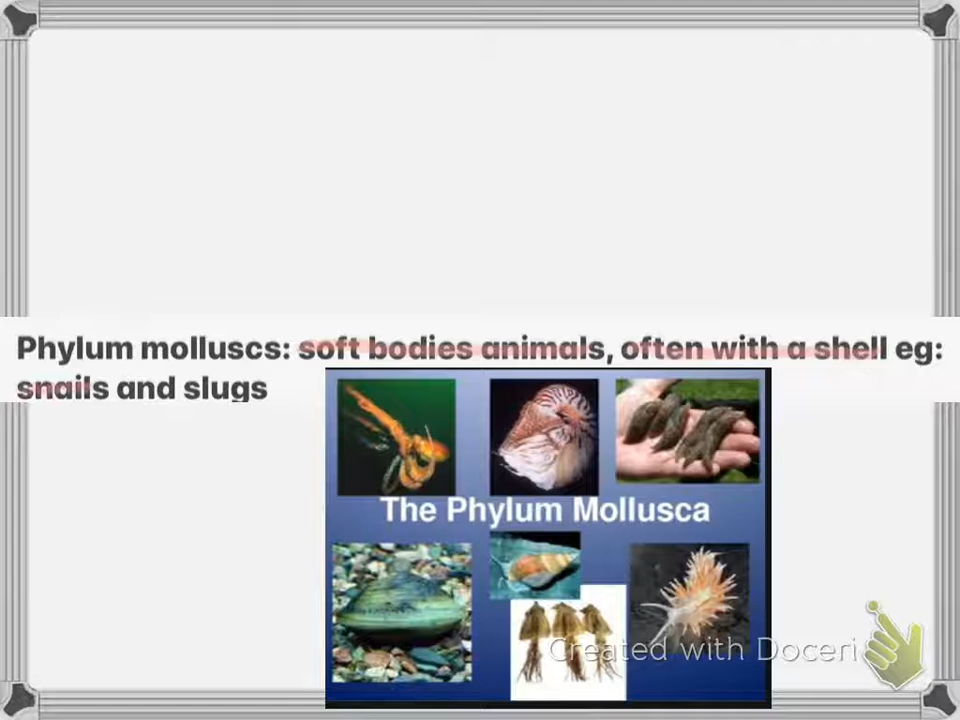 Phylum molluscs: soft bodies animals, often with a shell eg:
snails and slugs
The Phylum Mollusca
Created with Doceri